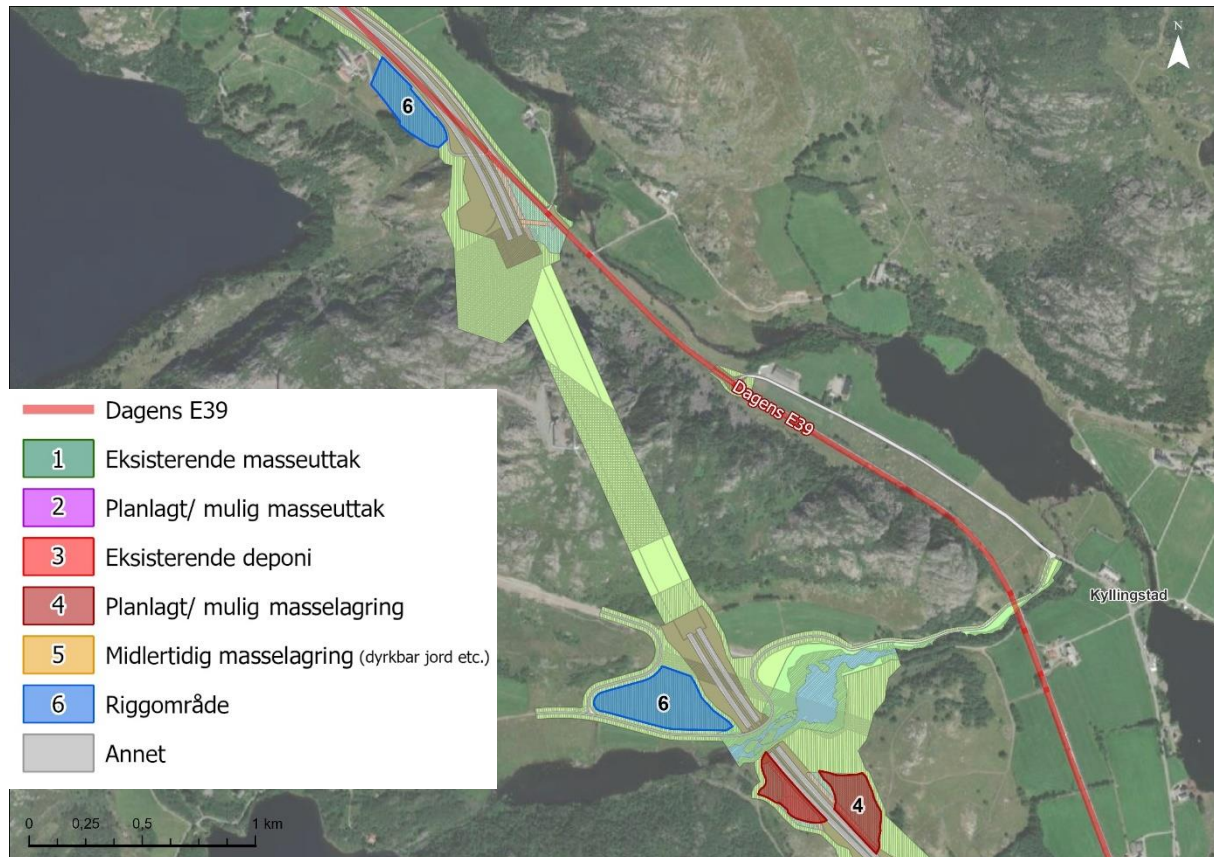 N
6
Dagens E39
Kyllingstad
6
4
Dagens E39
1 Eksisterende masseuttak
2 Planlagt/ mulig masseuttak
3 Eksisterende deponi
4 Planlagt/ mulig masselagring
5 Midlertidig masselagring (dyrkbar jord etc.)
6 Riggområde
Annet
0 0,25 0,5 1 km